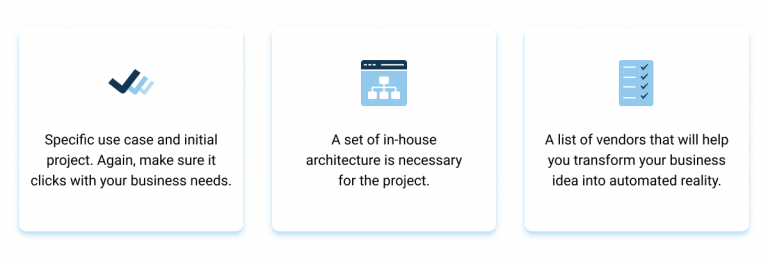 Specific use case and initial
project. Again, make sure it
clicks with your business needs.
A set of in-house
architecture is necessary
for the project.
A list of vendors that will help
you transform your business
idea into automated reality.